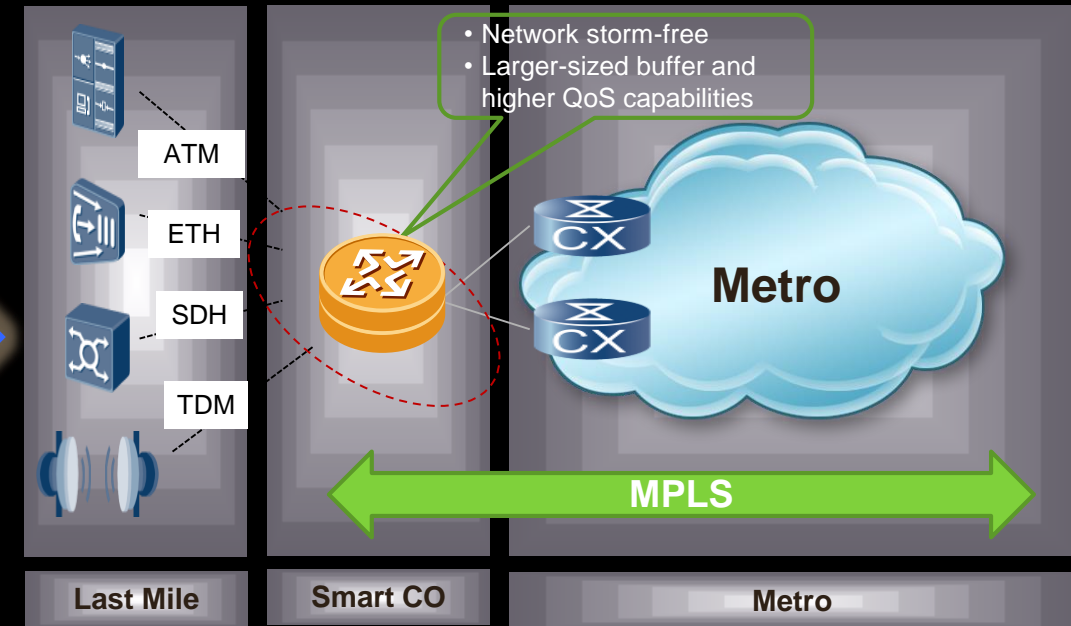 • Network storm-free
• Larger-sized buffer and
higher QoS capabilities
ATM
ETH
SDH
TDM
CX
CX
Metro
MPLS
Last Mile
Smart CO
Metro